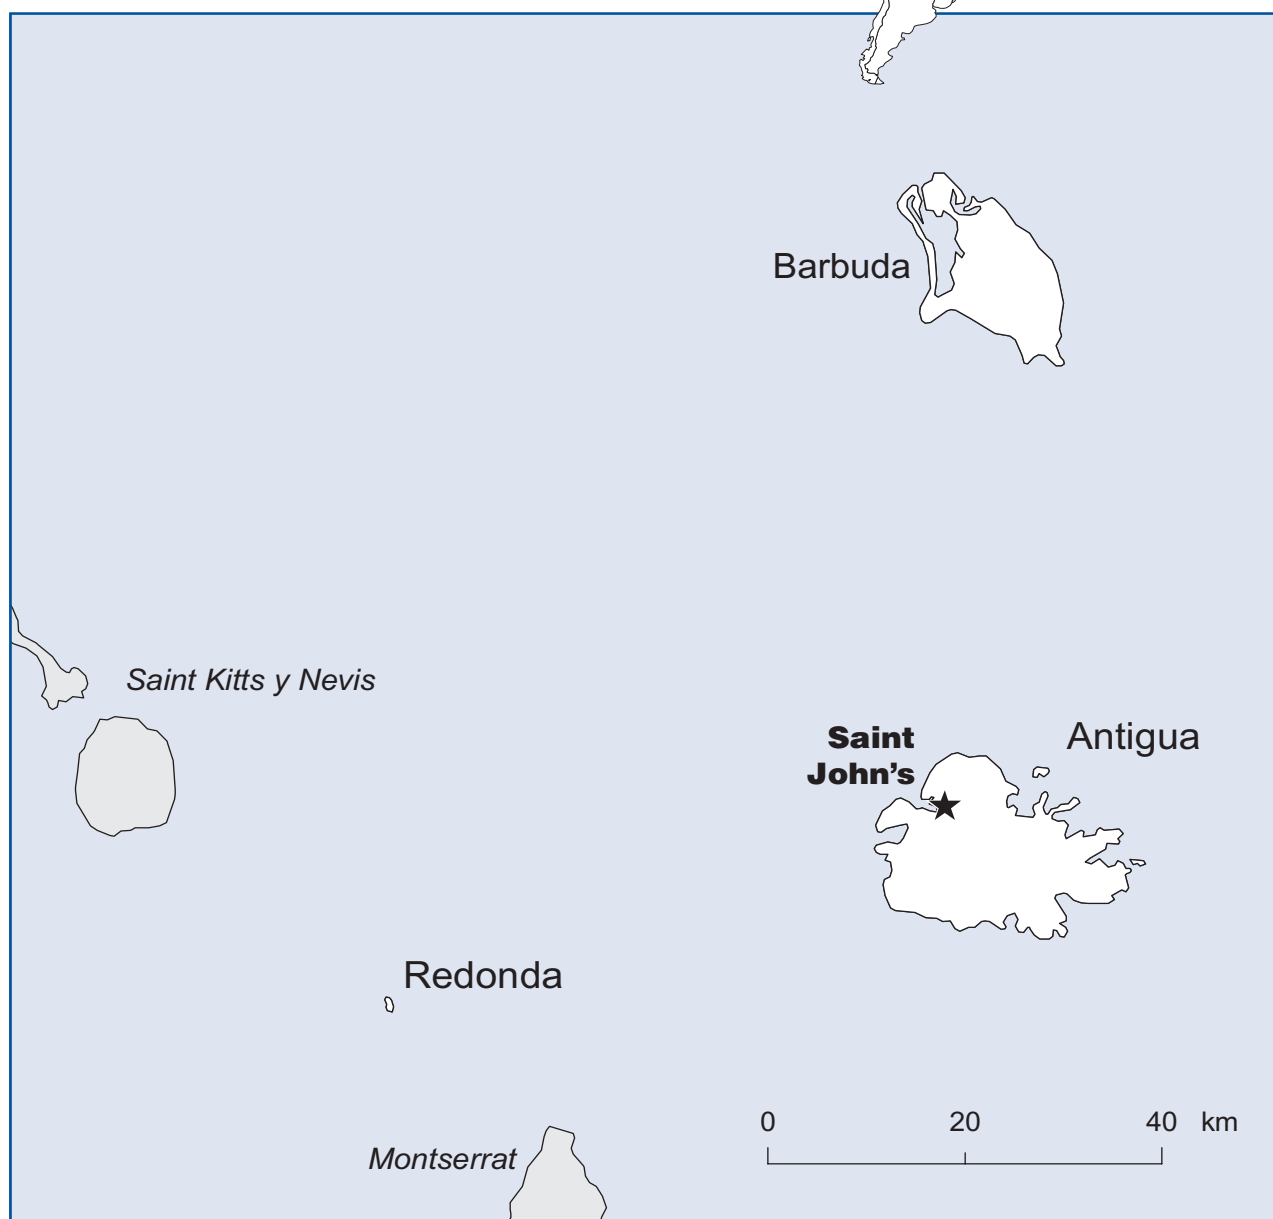 Barbuda
Saint Kitts y Nevis
Saint
John’s
Antigua
Redonda
0 20 40 km
Montserrat